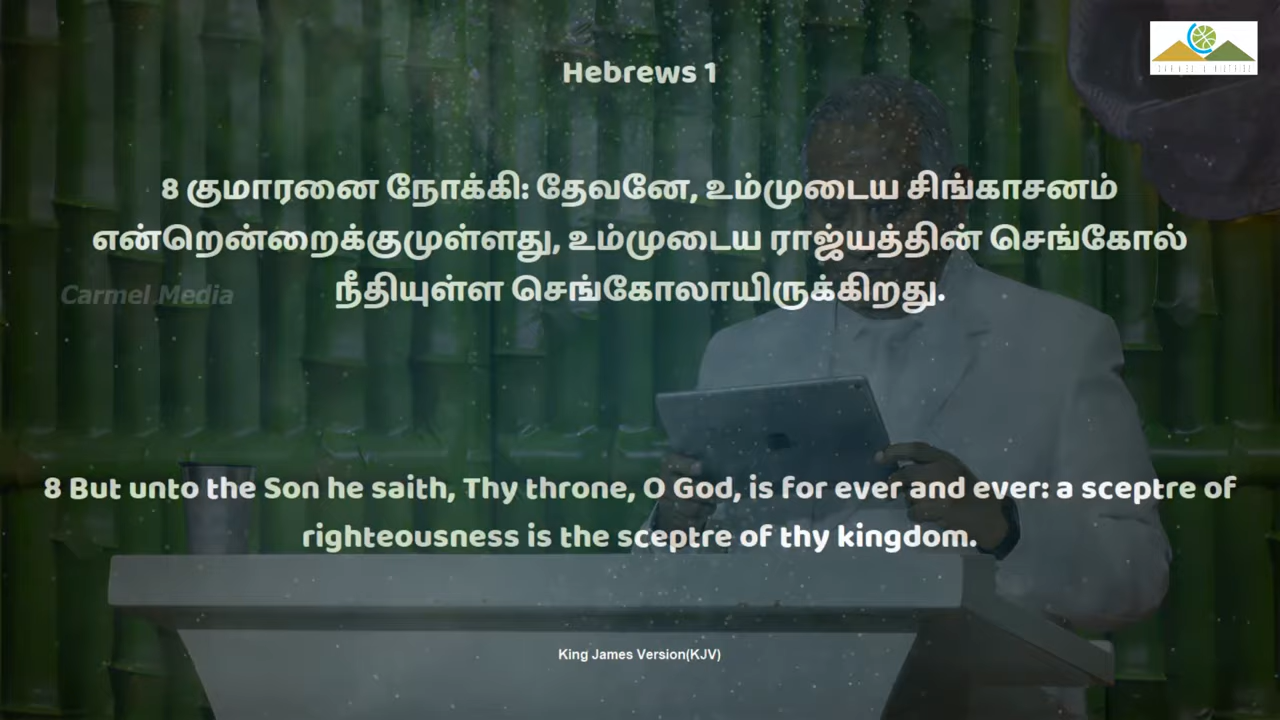 Hebrews 1
8 குமாரனை நோக்கி: தேவனே, உம்முடைய சிங்காசனம்
என்றென்றைக்குமுள்ளது, உம்முடைய ராஜ்யத்தின் செங்கோல்
நீதியுள்ள செங்கோலாயிருக்கிறது.
Carmel Media
8 But unto the Son he saith, Thy throne, O God, is for ever and ever: a sceptre of
righteousness is the sceptre of thy kingdom.
King James Version(KJV)